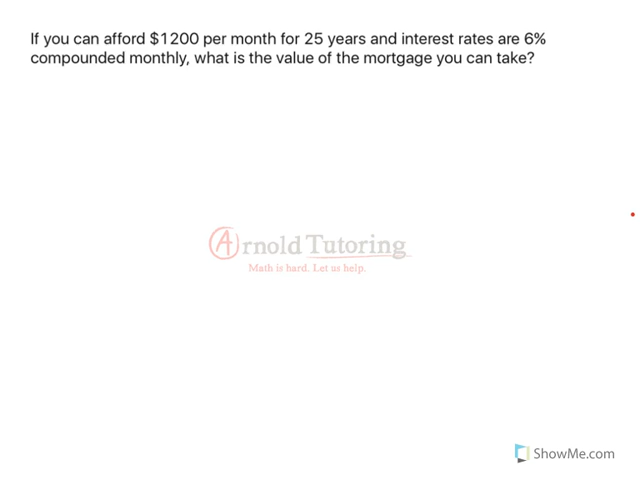 If you can afford $1200 per month for 25 years and interest rates are 6%
compounded monthly, what is the value of the mortgage you can take?
Arnold Tutoring
Math is hard. Let us help.
ShowMe.com